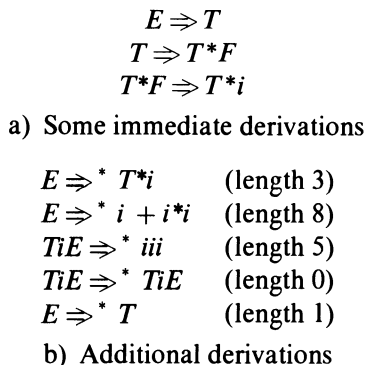 E ⇒ T
T ⇒ T*F
T*F ⇒ T*i
a) Some immediate derivations
E ⇒* T*i (length 3)
E ⇒* i + i*i (length 8)
TiE ⇒* iii (length 5)
TiE ⇒* TiE (length 0)
E ⇒* T (length 1)
b) Additional derivations